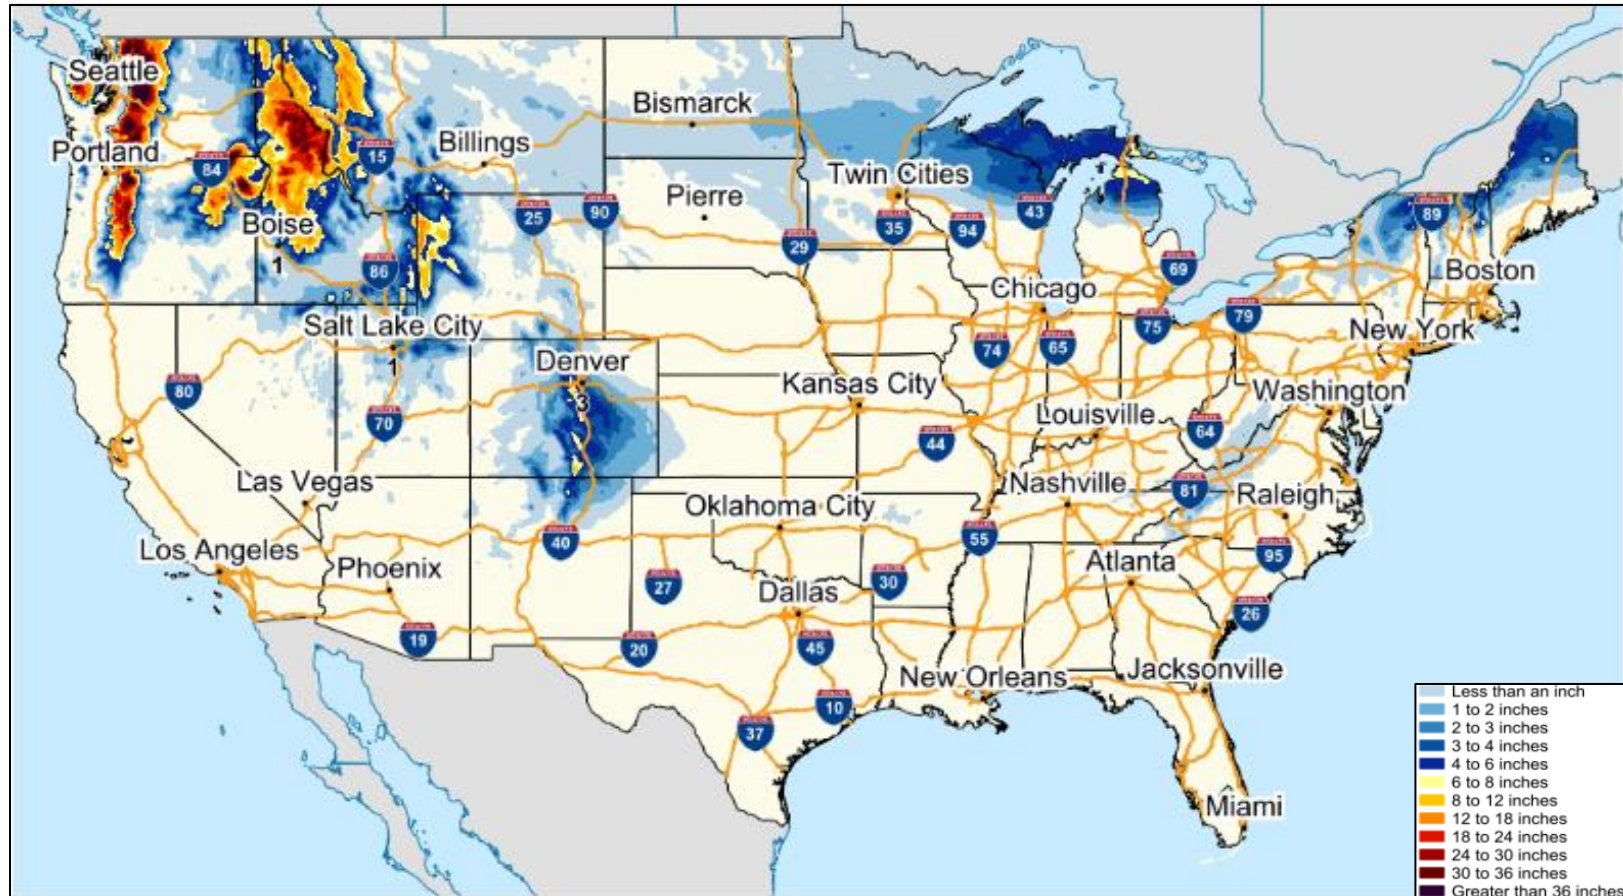 Seattle
Bismarck
Portland
84
15
Billings
Twin Cities
Pierre
Boise
1
25
90
35
94
43
89
29
86
69
Boston
Chicago
Salt Lake City
1
79
75
New York
74
65
Denver
3
80
Kansas City
Washington
70
Louisville
64
44
Las Vegas
Nashville
81
Raleigh
Oklahoma City
40
55
95
Los Angeles
Phoenix
Atlanta
27
Dallas
30
26
19
20
45
New Orleans
Jacksonville
10
37
Miami
Less than an inch
1 to 2 inches
2 to 3 inches
3 to 4 inches
4 to 6 inches
6 to 8 inches
8 to 12 inches
12 to 18 inches
18 to 24 inches
24 to 30 inches
30 to 36 inches
Greater than 36 inches